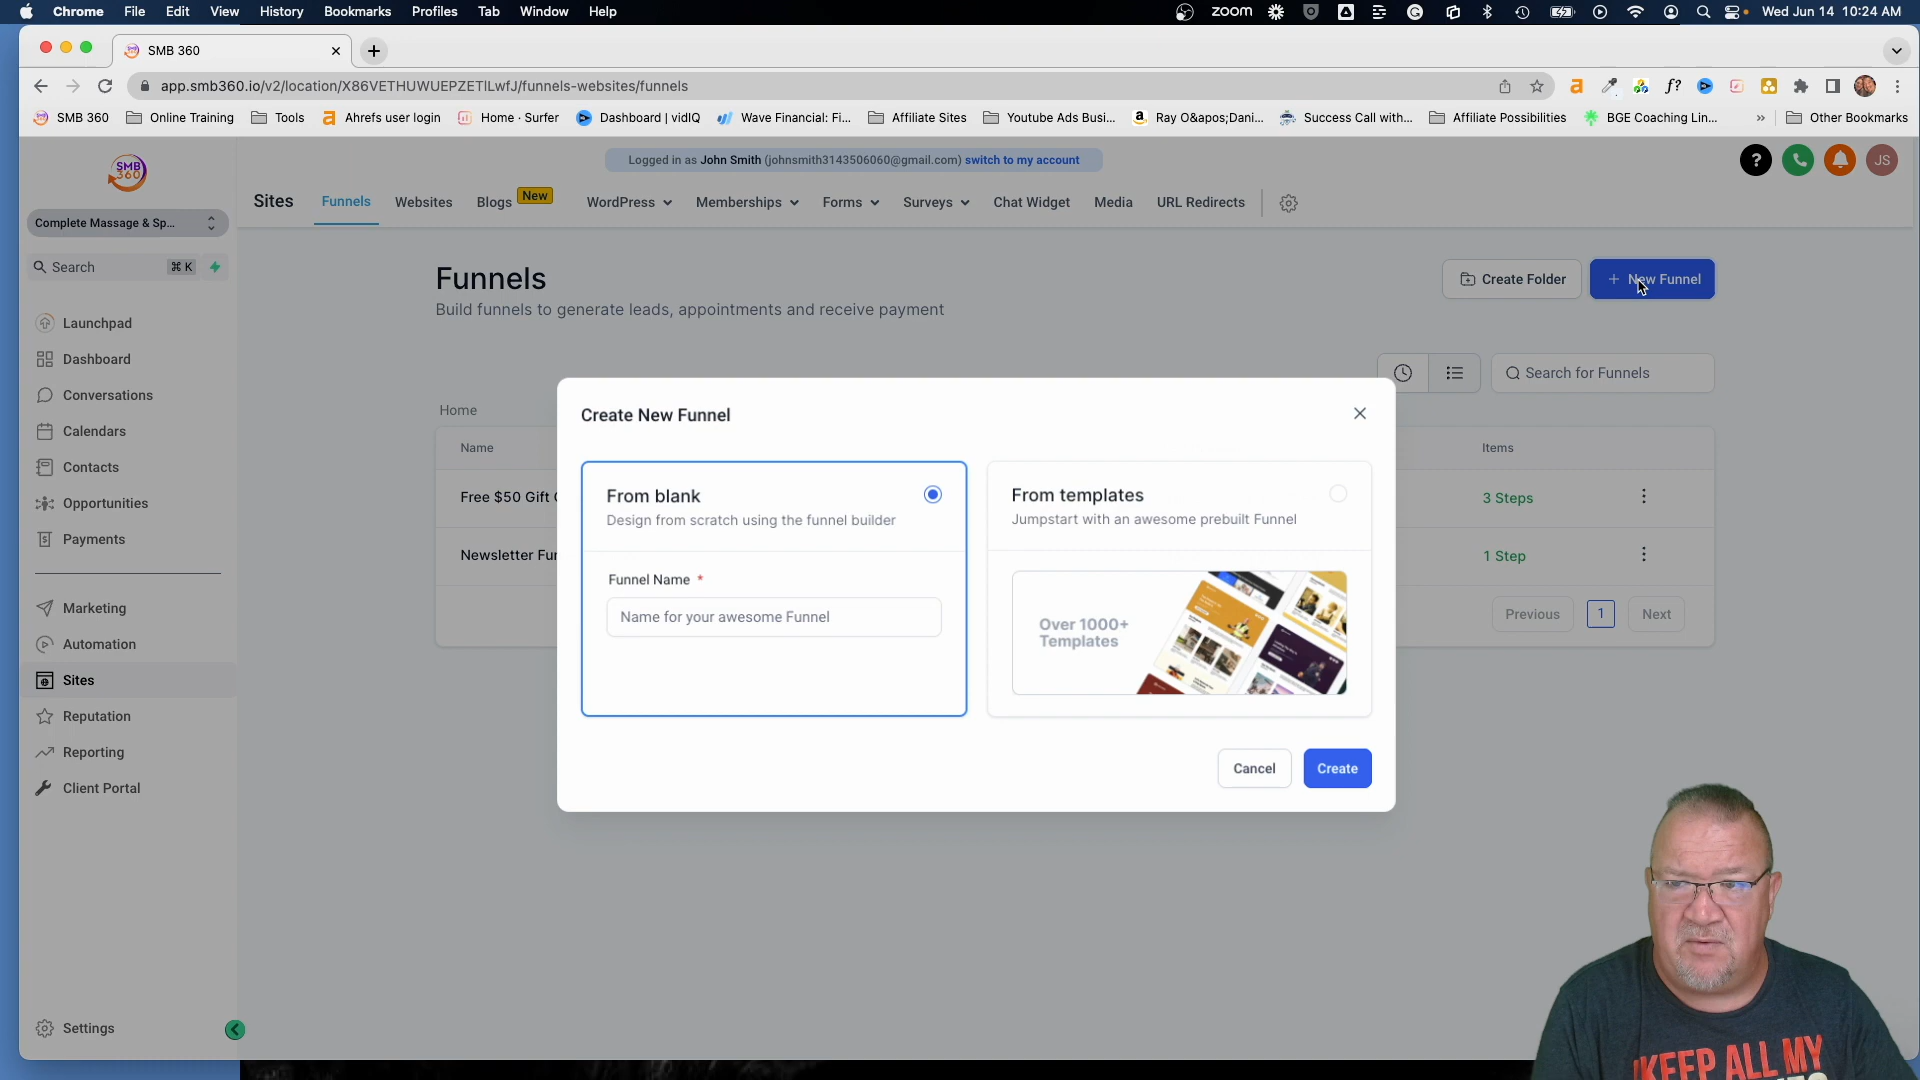 Chrome File Edit View History Bookmarks Profiles Tab Window Help zoom Wed Jun 14 10:24 AM
SMB 360
app.smb360.io/v2/location/X86VETHUWUEPZETlLwfJ/funnels-websites/funnels
SMB 360 Online Training Tools Ahrefs user login Home · Surfer Dashboard | vidIQ Wave Financial: Fi... Affiliate Sites Youtube Ads Busi... Ray O&apos;Dani... Success Call with... Affiliate Possibilities BGE Coaching Lin... » Other Bookmarks
SMB 360
Logged in as John Smith (johnsmith3143506060@gmail.com) switch to my account
? JS
Sites Funnels Websites Blogs New WordPress Memberships Forms Surveys Chat Widget Media URL Redirects
Complete Massage & Sp...
Search ⌘ K
Launchpad
Dashboard
Conversations
Calendars
Contacts
Opportunities
Payments
Marketing
Automation
Sites
Reputation
Reporting
Client Portal
Settings
Funnels
Build funnels to generate leads, appointments and receive payment
Create Folder
+ New Funnel
Search for Funnels
Home
Name Items
Free $50 Gift 3 Steps
Newsletter Fu 1 Step
Previous 1 Next
Create New Funnel
From blank
Design from scratch using the funnel builder
Funnel Name *
Name for your awesome Funnel
From templates
Jumpstart with an awesome prebuilt Funnel
Over 1000+
Templates
Cancel Create
KEEP ALL MY